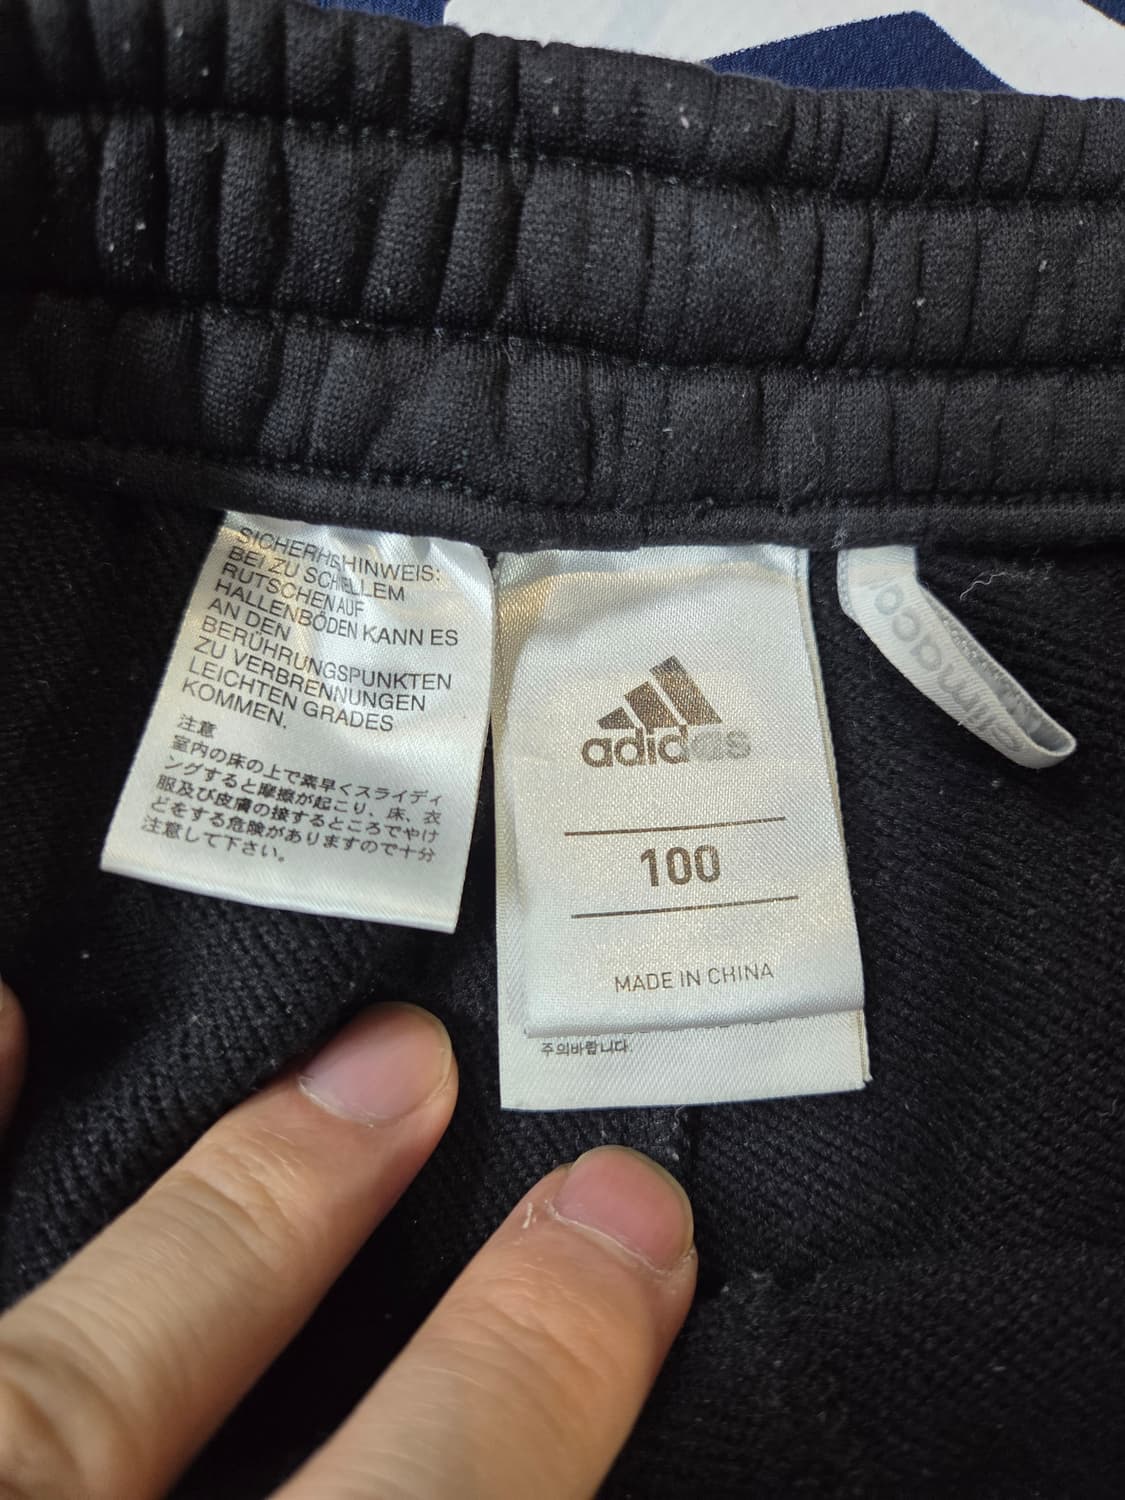 SICHERHEITSHINWEIS:
BEI ZU SCHNELLEM
RUTSCHEN AUF
HALLENBÖDEN KANN ES
AN DEN
BERÜHRUNGSPUNKTEN
ZU VERBRENNUNGEN
LEICHTEN GRADES
KOMMEN.
注意
室内の床の上で素早くスライディ
ングすると摩擦が起こり、床、衣
服及び皮膚の接するところでやけ
どをする危険がありますので十分
注意して下さい。
adidas
100
MADE IN CHINA
주의바랍니다.
climacool